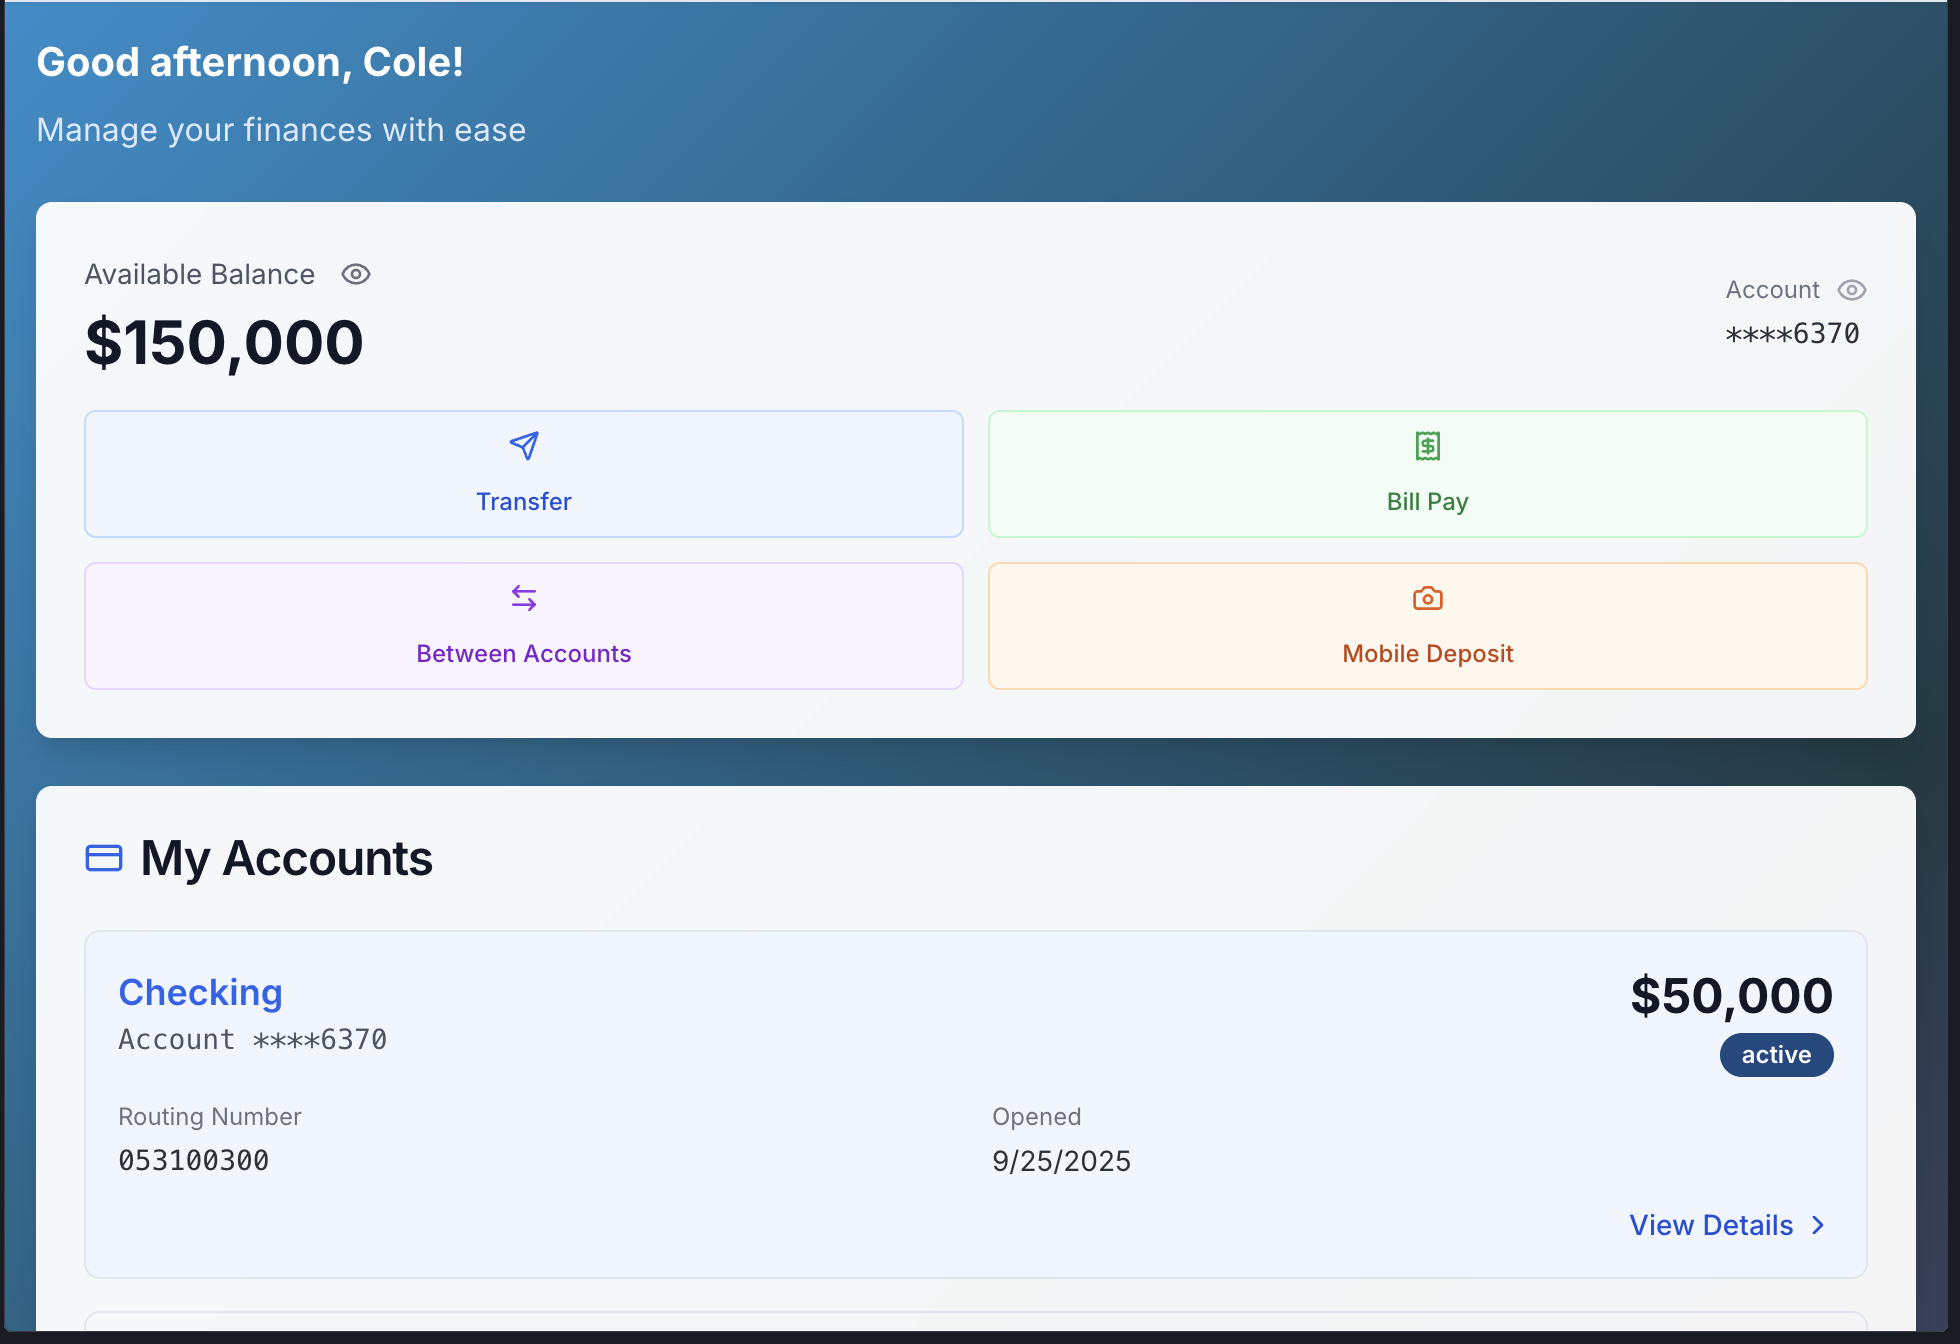 Good afternoon, Cole!
Manage your finances with ease
Available Balance
$150,000
Account
****6370
Transfer
Bill Pay
Between Accounts
Mobile Deposit
My Accounts
Checking
Account ****6370
$50,000
active
Routing Number
053100300
Opened
9/25/2025
View Details